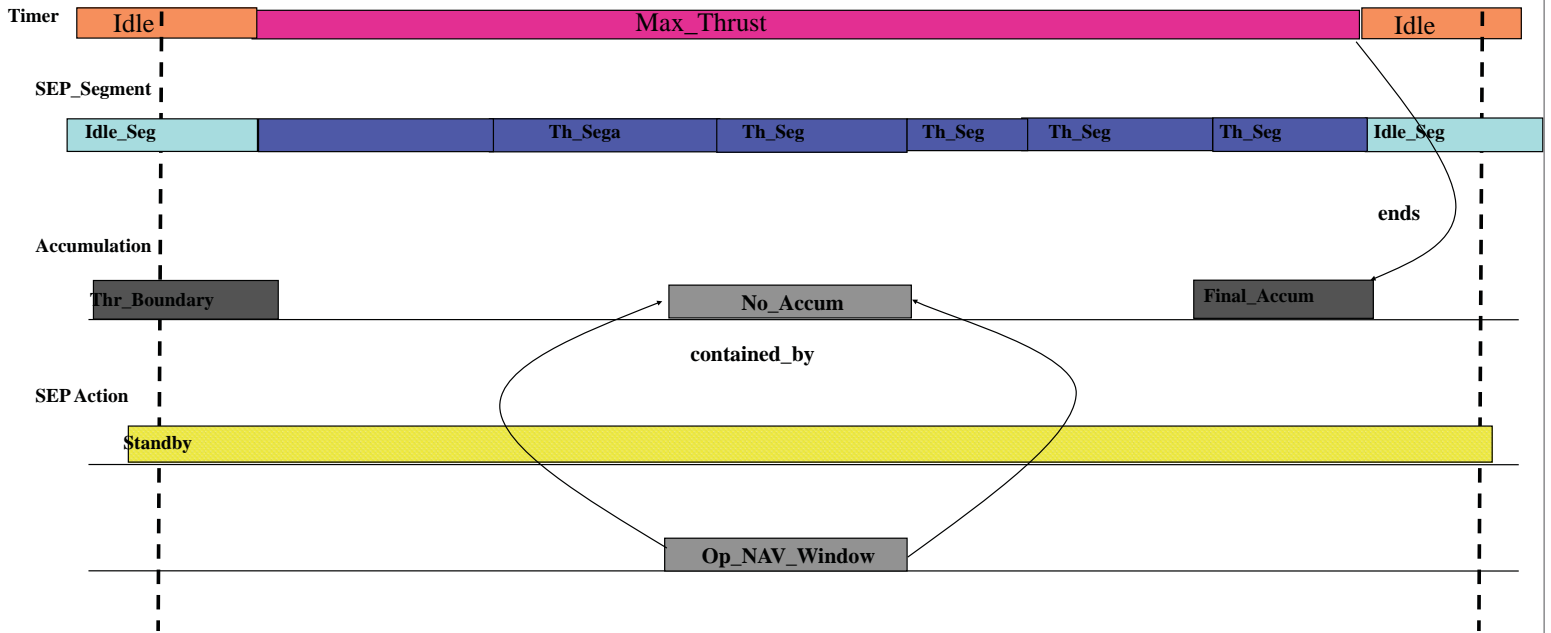 Timer
Idle
Max_Thrust
Idle
SEP_Segment
Idle_Seg
Th_Sega
Th_Seg
Th_Seg
Th_Seg
Th_Seg
Idle_Seg
ends
Accumulation
Thr_Boundary
No_Accum
Final_Accum
contained_by
SEP Action
Standby
Op_NAV_Window